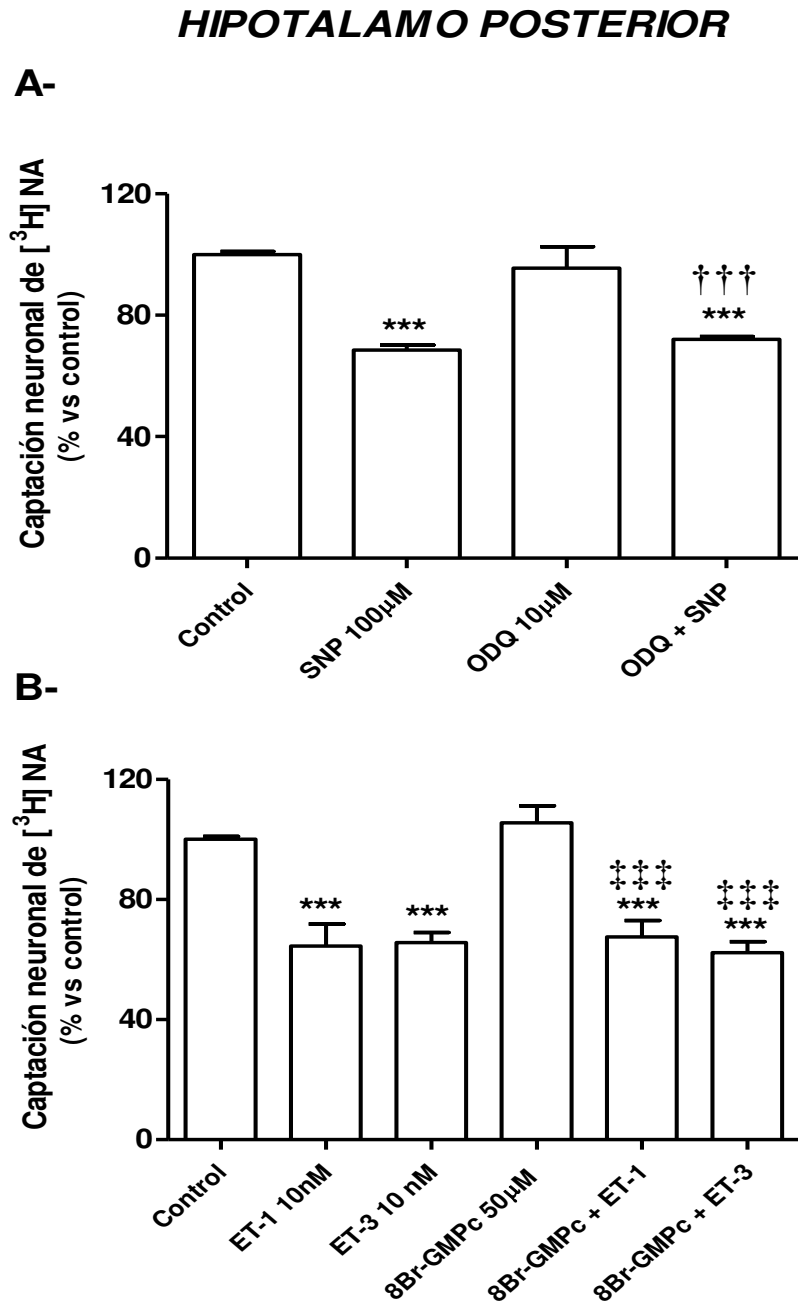 HIPOTALAMO POSTERIOR
A-
Captación neuronal de [³H] NA
(% vs control)
120
80
40
0
***
†††
***
Control
SNP 100µM
ODQ 10µM
ODQ + SNP
B-
Captación neuronal de [³H] NA
(% vs control)
120
80
40
0
***
***
‡‡‡
***
‡‡‡
***
Control
ET-1 10nM
ET-3 10 nM
8Br-GMPc 50µM
8Br-GMPc + ET-1
8Br-GMPc + ET-3